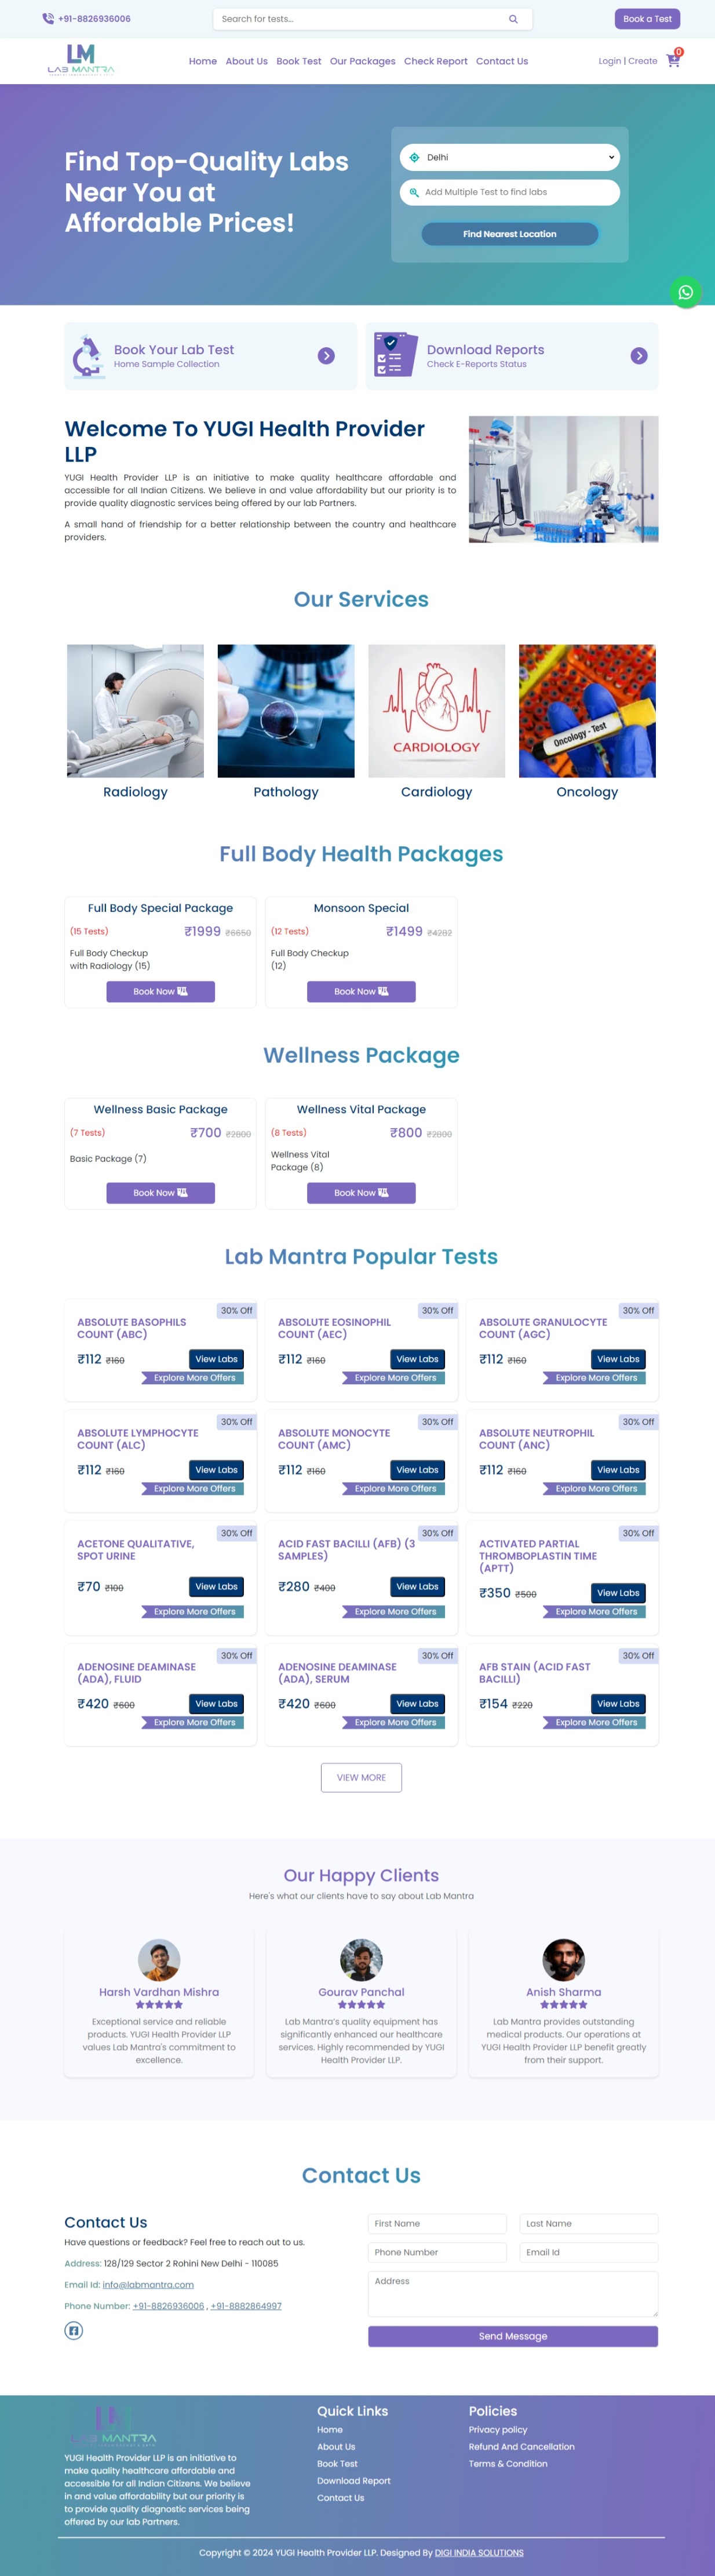 +91-8826936006
Search for tests...
Book a Test
LM
LAB MANTRA
Home About Us Book Test Our Packages Check Report Contact Us
Login | Create
0
Find Top-Quality Labs
Near You at
Affordable Prices!
Delhi
Add Multiple Test to find labs
Find Nearest Location
Book Your Lab Test
Home Sample Collection
Download Reports
Check E-Reports Status
Welcome To YUGI Health Provider
LLP
YUGI Health Provider LLP is an initiative to make quality healthcare affordable and
accessible for all Indian Citizens. We believe in and value affordability but our priority is to
provide quality diagnostic services being offered by our lab Partners.
A small hand of friendship for a better relationship between the country and healthcare
providers.
Our Services
CARDIOLOGY
Oncology - Test
Radiology
Pathology
Cardiology
Oncology
Full Body Health Packages
Full Body Special Package
(15 Tests) ₹1999 ₹6650
Full Body Checkup
with Radiology (15)
Book Now
Monsoon Special
(12 Tests) ₹1499 ₹4282
Full Body Checkup
(12)
Book Now
Wellness Package
Wellness Basic Package
(7 Tests) ₹700 ₹2800
Basic Package (7)
Book Now
Wellness Vital Package
(8 Tests) ₹800 ₹2800
Wellness Vital
Package (8)
Book Now
Lab Mantra Popular Tests
30% Off
ABSOLUTE BASOPHILS
COUNT (ABC)
₹112 ₹160
View Labs
Explore More Offers
30% Off
ABSOLUTE EOSINOPHIL
COUNT (AEC)
₹112 ₹160
View Labs
Explore More Offers
30% Off
ABSOLUTE GRANULOCYTE
COUNT (AGC)
₹112 ₹160
View Labs
Explore More Offers
30% Off
ABSOLUTE LYMPHOCYTE
COUNT (ALC)
₹112 ₹160
View Labs
Explore More Offers
30% Off
ABSOLUTE MONOCYTE
COUNT (AMC)
₹112 ₹160
View Labs
Explore More Offers
30% Off
ABSOLUTE NEUTROPHIL
COUNT (ANC)
₹112 ₹160
View Labs
Explore More Offers
30% Off
ACETONE QUALITATIVE,
SPOT URINE
₹70 ₹100
View Labs
Explore More Offers
30% Off
ACID FAST BACILLI (AFB) (3
SAMPLES)
₹280 ₹400
View Labs
Explore More Offers
30% Off
ACTIVATED PARTIAL
THROMBOPLASTIN TIME
(APTT)
₹350 ₹500
View Labs
Explore More Offers
30% Off
ADENOSINE DEAMINASE
(ADA), FLUID
₹420 ₹600
View Labs
Explore More Offers
30% Off
ADENOSINE DEAMINASE
(ADA), SERUM
₹420 ₹600
View Labs
Explore More Offers
30% Off
AFB STAIN (ACID FAST
BACILLI)
₹154 ₹220
View Labs
Explore More Offers
VIEW MORE
Our Happy Clients
Here's what our clients have to say about Lab Mantra
Harsh Vardhan Mishra
Exceptional service and reliable
products. YUGI Health Provider LLP
values Lab Mantra's commitment to
excellence.
Gourav Panchal
Lab Mantra's quality equipment has
significantly enhanced our healthcare
services. Highly recommended by YUGI
Health Provider LLP.
Anish Sharma
Lab Mantra provides outstanding
medical products. Our operations at
YUGI Health Provider LLP benefit greatly
from their support.
Contact Us
Contact Us
Have questions or feedback? Feel free to reach out to us.
Address: 128/129 Sector 2 Rohini New Delhi - 110085
Email Id: info@labmantra.com
Phone Number: +91-8826936006 , +91-8882864997
First Name
Last Name
Phone Number
Email Id
Address
Send Message
LM
LAB MANTRA
YUGI Health Provider LLP is an initiative to
make quality healthcare affordable and
accessible for all Indian Citizens. We believe
in and value affordability but our priority is
to provide quality diagnostic services being
offered by our lab Partners.
Quick Links
Home
About Us
Book Test
Download Report
Contact Us
Policies
Privacy policy
Refund And Cancellation
Terms & Condition
Copyright © 2024 YUGI Health Provider LLP. Designed By DIGI INDIA SOLUTIONS